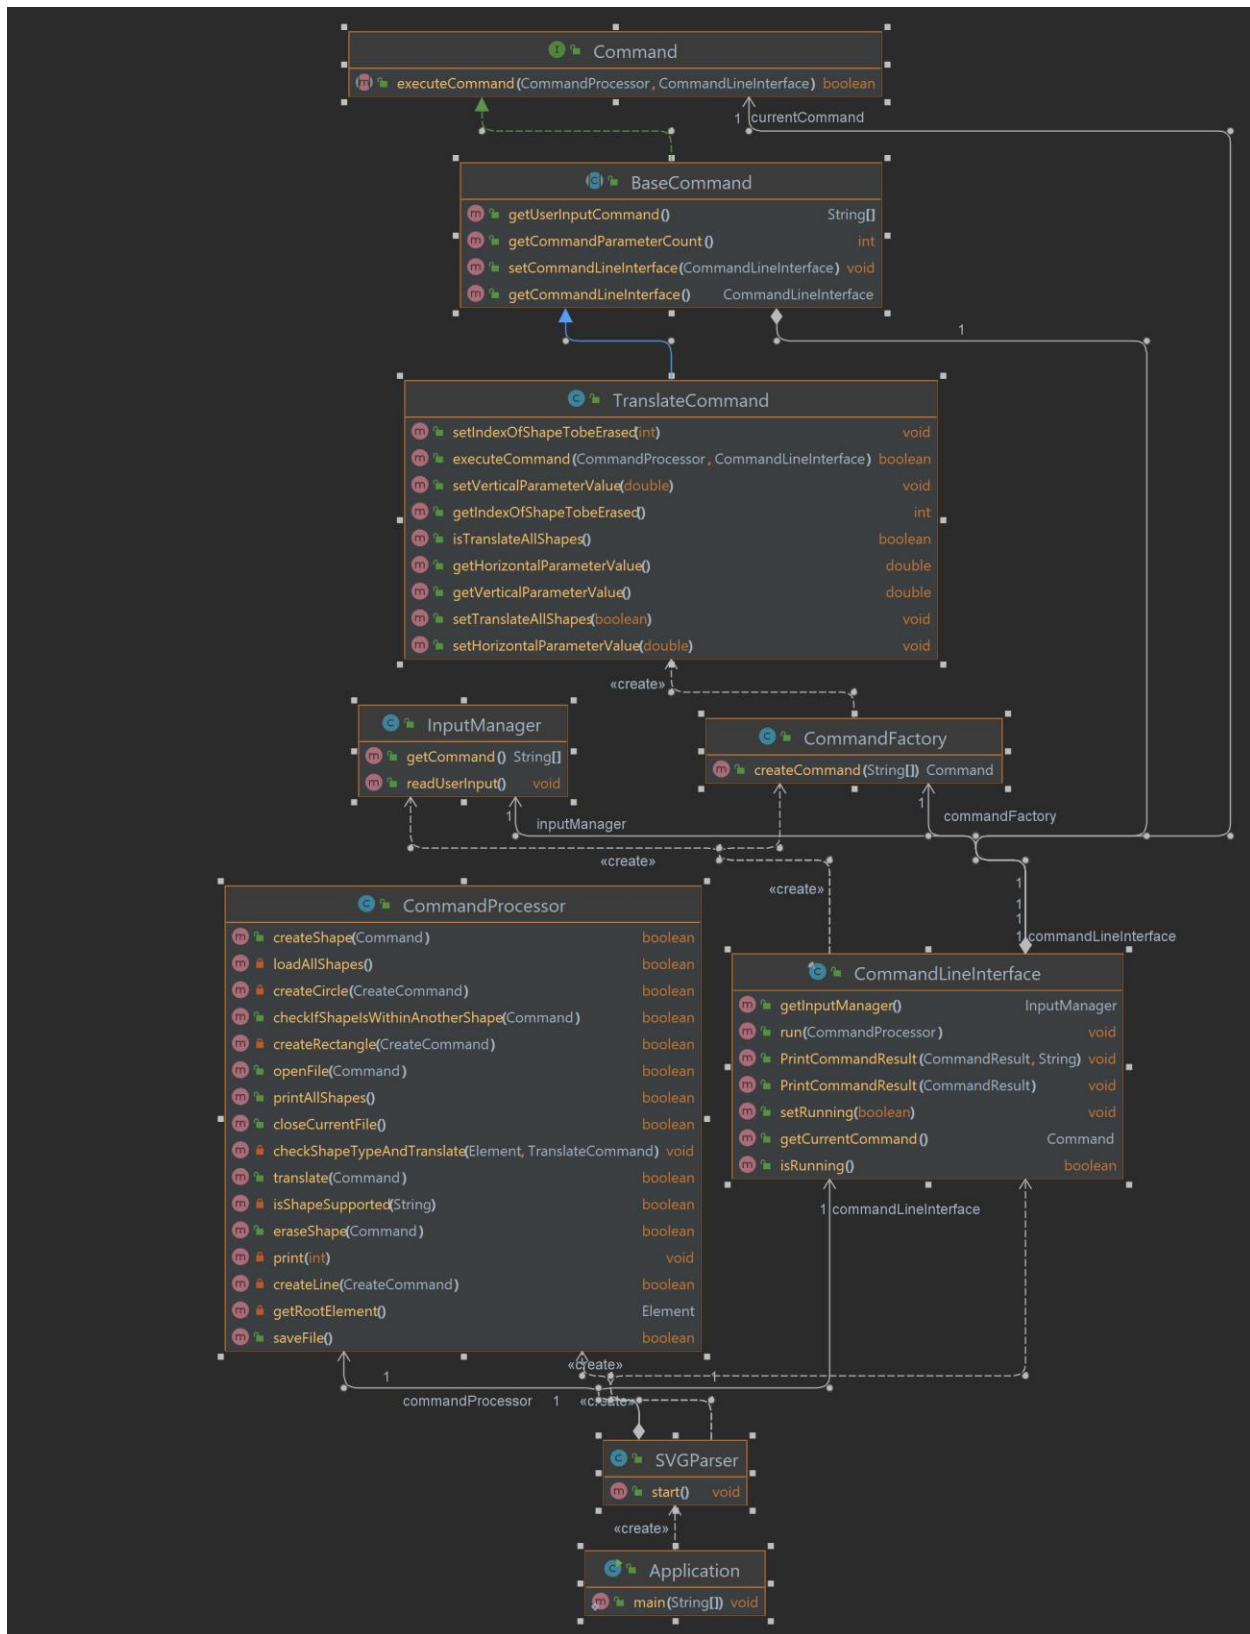 Command
executeCommand(CommandProcessor, CommandLineInterface) boolean
1 currentCommand
BaseCommand
getUserInputCommand() String[]
getCommandParameterCount() int
setCommandLineInterface(CommandLineInterface) void
getCommandLineInterface() CommandLineInterface
1
TranslateCommand
setIndexOfShapeTobeErased(int) void
executeCommand(CommandProcessor, CommandLineInterface) boolean
setVerticalParameterValue(double) void
getIndexOfShapeTobeErased() int
isTranslateAllShapes() boolean
getHorizontalParameterValue() double
getVerticalParameterValue() double
setTranslateAllShapes(boolean) void
setHorizontalParameterValue(double) void
«create»
InputManager
getCommand() String[]
readUserInput() void
CommandFactory
createCommand(String[]) Command
1
inputManager
1
commandFactory
«create»
«create»
1
1
1
1 commandLineInterface
CommandProcessor
createShape(Command) boolean
loadAllShapes() boolean
createCircle(CreateCommand) boolean
checkIfShapeIsWithinAnotherShape(Command) boolean
createRectangle(CreateCommand) boolean
openFile(Command) boolean
printAllShapes() boolean
closeCurrentFile() boolean
checkShapeTypeAndTranslate(Element, TranslateCommand) void
translate(Command) boolean
isShapeSupported(String) boolean
eraseShape(Command) boolean
print(int) void
createLine(CreateCommand) boolean
getRootElement() Element
saveFile() boolean
CommandLineInterface
getInputManager() InputManager
run(CommandProcessor) void
PrintCommandResult(CommandResult, String) void
PrintCommandResult(CommandResult) void
setRunning(boolean) void
getCurrentCommand() Command
isRunning() boolean
1 commandLineInterface
«create»
1
1
commandProcessor 1 «create»
SVGParser
start() void
«create»
Application
main(String[]) void